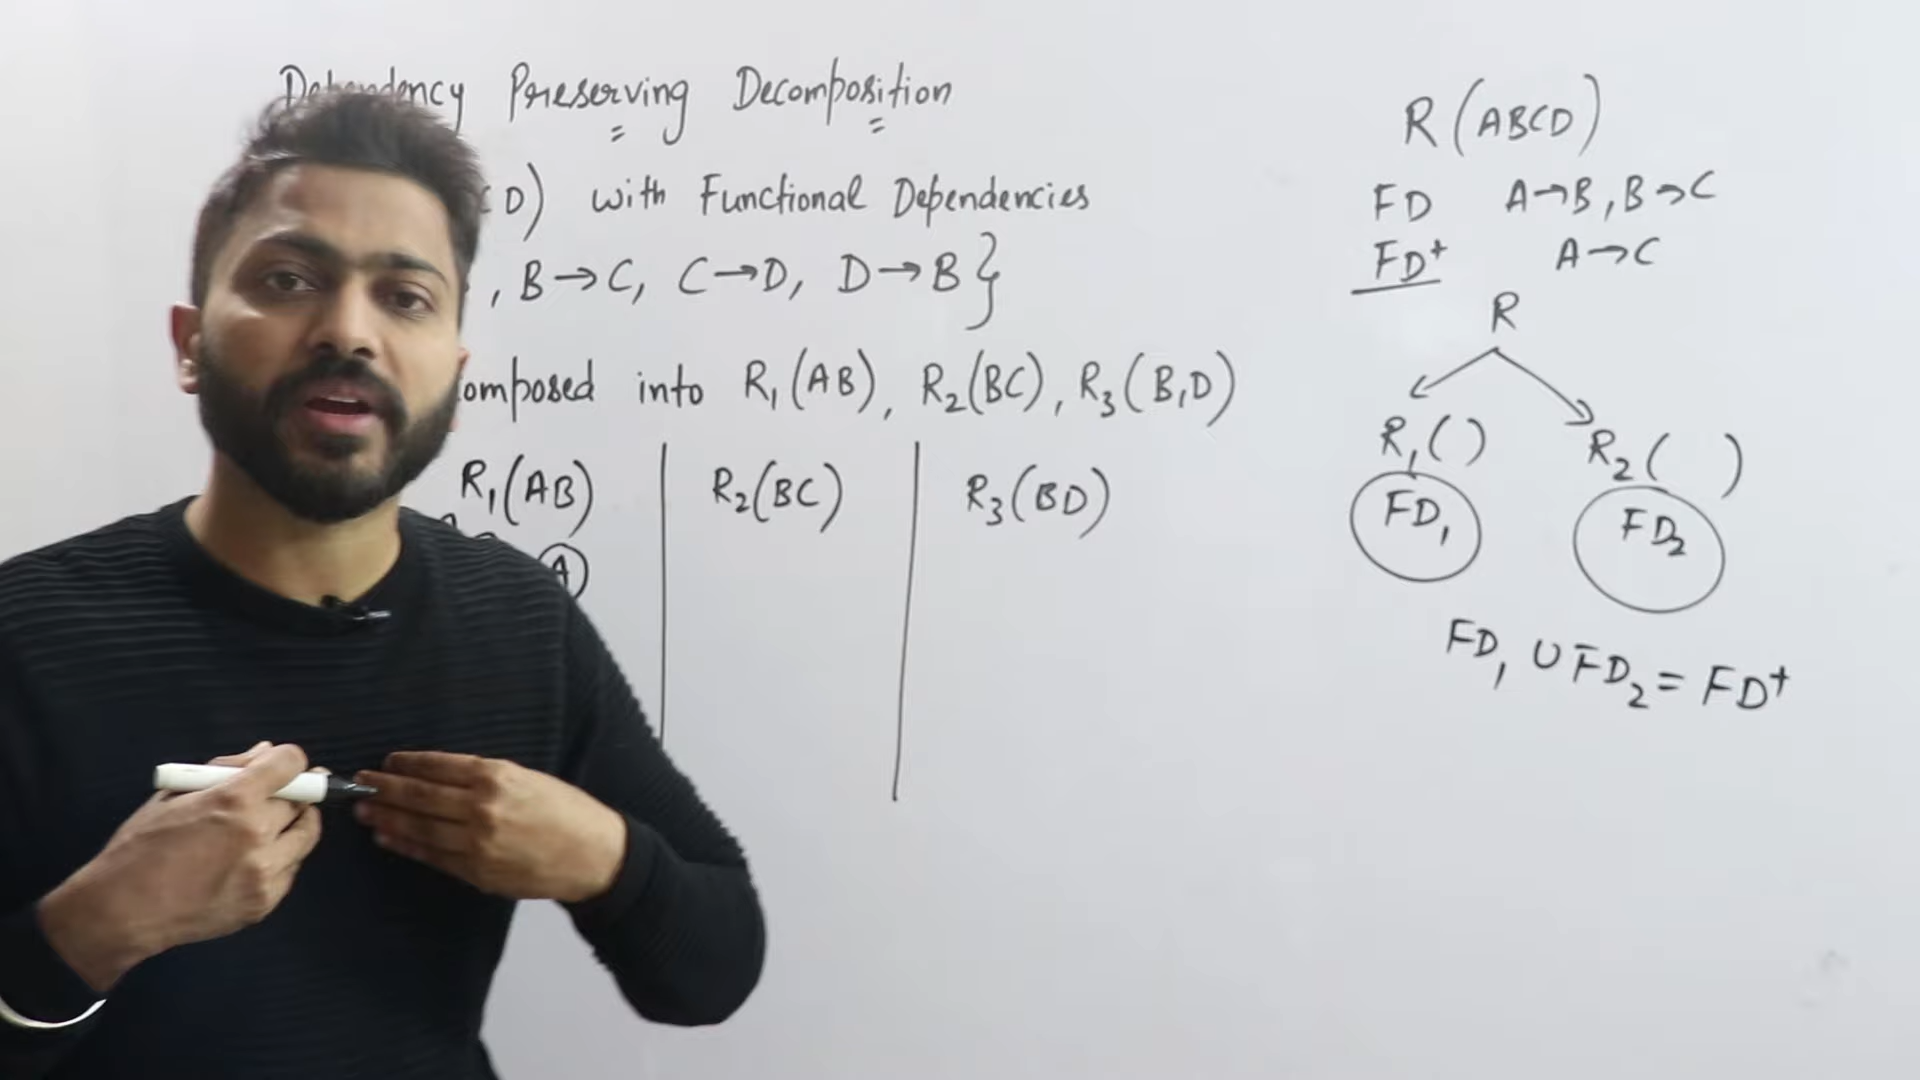 Dependency Preserving Decomposition
D) with Functional Dependencies
, B→C, C→D, D→B}
omposed into R₁(AB), R₂(BC), R₃(B,D)
R₁(AB) R₂(BC) R₃(BD)
A
R(ABCD)
FD A→B, B→C
FD⁺ A→C
R
R₁( ) R₂( )
FD₁ FD₂
FD₁ ∪ FD₂ = FD⁺